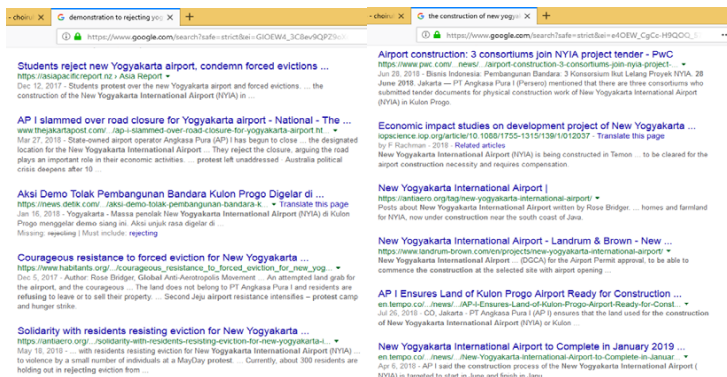 - choirul
demonstration to rejecting yog
https://www.google.com/search?safe=strict&ei=
Students reject new Yogyakarta airport, condemn forced evictions ...
https://asiapacificreport.nz › Asia Report
Dec 12, 2017 - Students protest over the new Yogyakarta airport and forced evictions. ... the
construction of the New Yogyakarta International Airport (NYIA) in ...
AP I slammed over road closure for Yogyakarta airport - National - The ...
www.thejakartapost.com/.../ap-i-slammed-over-road-closure-for-yogyakarta-airport.ht...
Mar 27, 2018 - State-owned airport operator Angkasa Pura (AP) I has begun to close ... the designated
location for the New Yogyakarta International Airport ... They reject the closure, arguing the road
plays an important role in their economic activities. ... protest left unaddressed · Australia political
crisis deepens after 10 ...
Aksi Demo Tolak Pembangunan Bandara Kulon Progo Digelar di ...
https://news.detik.com/.../aksi-demo-tolak-pembangunan-bandara-k... Translate this page
Jan 16, 2018 - Yogyakarta - Massa penolak New Yogyakarta International Airport (NYIA) di Kulon
Progo menggelar demo siang ini. Aksi unjuk rasa digelar di ...
Missing: rejecting | Must include: rejecting
Courageous resistance to forced eviction for New Yogyakarta ...
https://www.habitants.org/.../courageous_resistance_to_forced_eviction_for_new_yog...
Dec 5, 2017 - Author: Rose Bridger, Global Anti-Aerotropolis Movement ... An attempted land grab for
the airport, and the courageous ... The land does not belong to PT Angkasa Pura I and residents are
refusing to leave or to sell their property. ... Second Jeju airport resistance intensifies – protest camp
and hunger strike.
Solidarity with residents resisting eviction for New Yogyakarta ...
https://antiaero.org/.../solidarity-with-residents-resisting-eviction-for-new-yogyakarta-i...
May 10, 2018 - ... with residents resisting eviction for New Yogyakarta International Airport (NYIA) ...
to violence by a small number of individuals at a MayDay protest. ... Currently, about 300 residents are
holding out in rejecting eviction from ...
- choirul
the construction of new yogyak
https://www.google.com/search?safe=strict&ei=
Airport construction: 3 consortiums join NYIA project tender - PwC
https://www.pwc.com/.../news/.../airport-construction-3-consortiums-join-nyia-project-...
Jun 28, 2018 - Bisnis Indonesia: Pembangunan Bandara: 3 Konsorsium Ikut Lelang Proyek NYIA. 28
June 2018. Jakarta — PT Angkasa Pura I (Persero) mentioned that there are three consortiums who
submitted tender documents for physical construction work of New Yogyakarta International Airport
(NYIA) in Kulon Progo.
Economic impact studies on development project of New Yogyakarta ...
iopscience.iop.org/article/10.1088/1755-1315/139/1/012037 - Translate this page
by F Rachman - 2018 - Related articles
New Yogyakarta International Airport (NYIA) is being constructed in Temon ... to be cleared for the
airport construction necessity and requires compensation.
New Yogyakarta International Airport |
https://antiaero.org/tag/new-yogyakarta-international-airport/
Posts about New Yogyakarta International Airport written by Rose Bridger. ... homes and farmland
for NYIA, now under construction near the south coast of Java.
New Yogyakarta International Airport - Landrum & Brown - New ...
https://www.landrum-brown.com/en/projects/new-yogyakarta-international-airport/
New Yogyakarta International Airport ... (DGCA) for the Airport Permit approval, to be able to
commence the construction at the selected site with airport opening ...
AP I Ensures Land of Kulon Progo Airport Ready for Construction ...
en.tempo.co/.../news/.../AP-I-Ensures-Land-of-Kulon-Progo-Airport-Ready-for-Const...
Jul 26, 2018 - CO, Jakarta - PT Angkasa Pura I (AP I) ensures that the land used for the construction
of New Yogyakarta International Airport (NYIA) or Kulon ...
New Yogyakarta International Airport to Complete in January 2019 ...
en.tempo.co/.../news/.../New-Yogyakarta-International-Airport-to-Complete-in-Januar...
Apr 6, 2018 - AP I said the construction process of the New Yogyakarta International Airport (
NYIA) is targeted to start in June and finish in Janu